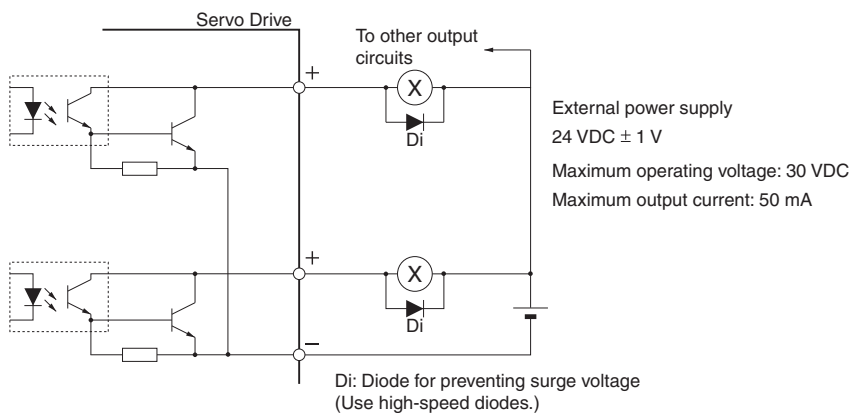 Servo Drive
To other output
circuits
+
X
Di
External power supply
24 VDC ± 1 V
Maximum operating voltage: 30 VDC
Maximum output current: 50 mA
+
X
Di
−
Di: Diode for preventing surge voltage
(Use high-speed diodes.)